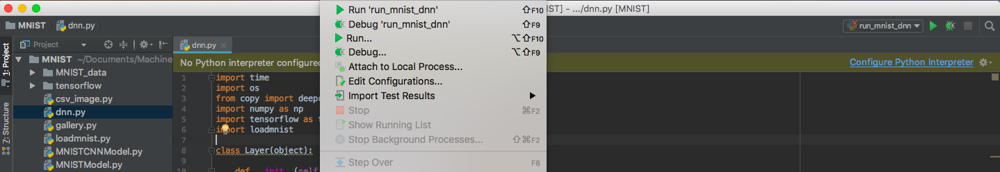 MNIST] - .../dnn.py [MNIST]
MNIST dnn.py
run_mnist_dnn
1: Project
Z: Structure
Project
MNIST ~/Documents/Machine
MNIST_data
tensorflow
csv_image.py
dnn.py
gallery.py
loadmnist.py
MNISTCNNModel.py
MNISTModel.py
dnn.py
No Python interpreter configured
Configure Python Interpreter
1 import time
2 import os
3 from copy import deepc
4 import numpy as np
5 import tensorflow as t
6 import loadmnist
7
8 class Layer(object):
9
10 def __init__(self
Run 'run_mnist_dnn' ⇧F10
Debug 'run_mnist_dnn' ⇧F9
Run... ⌥⇧F10
Debug... ⌥⇧F9
Attach to Local Process...
Edit Configurations...
Import Test Results
Stop ⌘F2
Show Running List
Stop Background Processes... ⇧⌘F2
Step Over F8